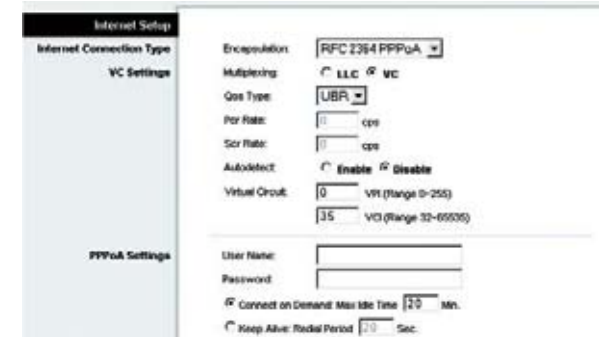 Internet Setup
Internet Connection Type
Encapsulation: RFC 2364 PPPoA
VC Settings
Multiplexing: LLC VC
Qos Type: UBR
Pcr Rate: 0 cps
Scr Rate: 0 cps
Autodetect: Enable Disable
Virtual Circuit: 0 VPI (Range 0~255)
35 VCI (Range 32~65535)
PPPoA Settings
User Name:
Password:
Connect on Demand: Max Idle Time 20 Min.
Keep Alive: Redial Period 20 Sec.